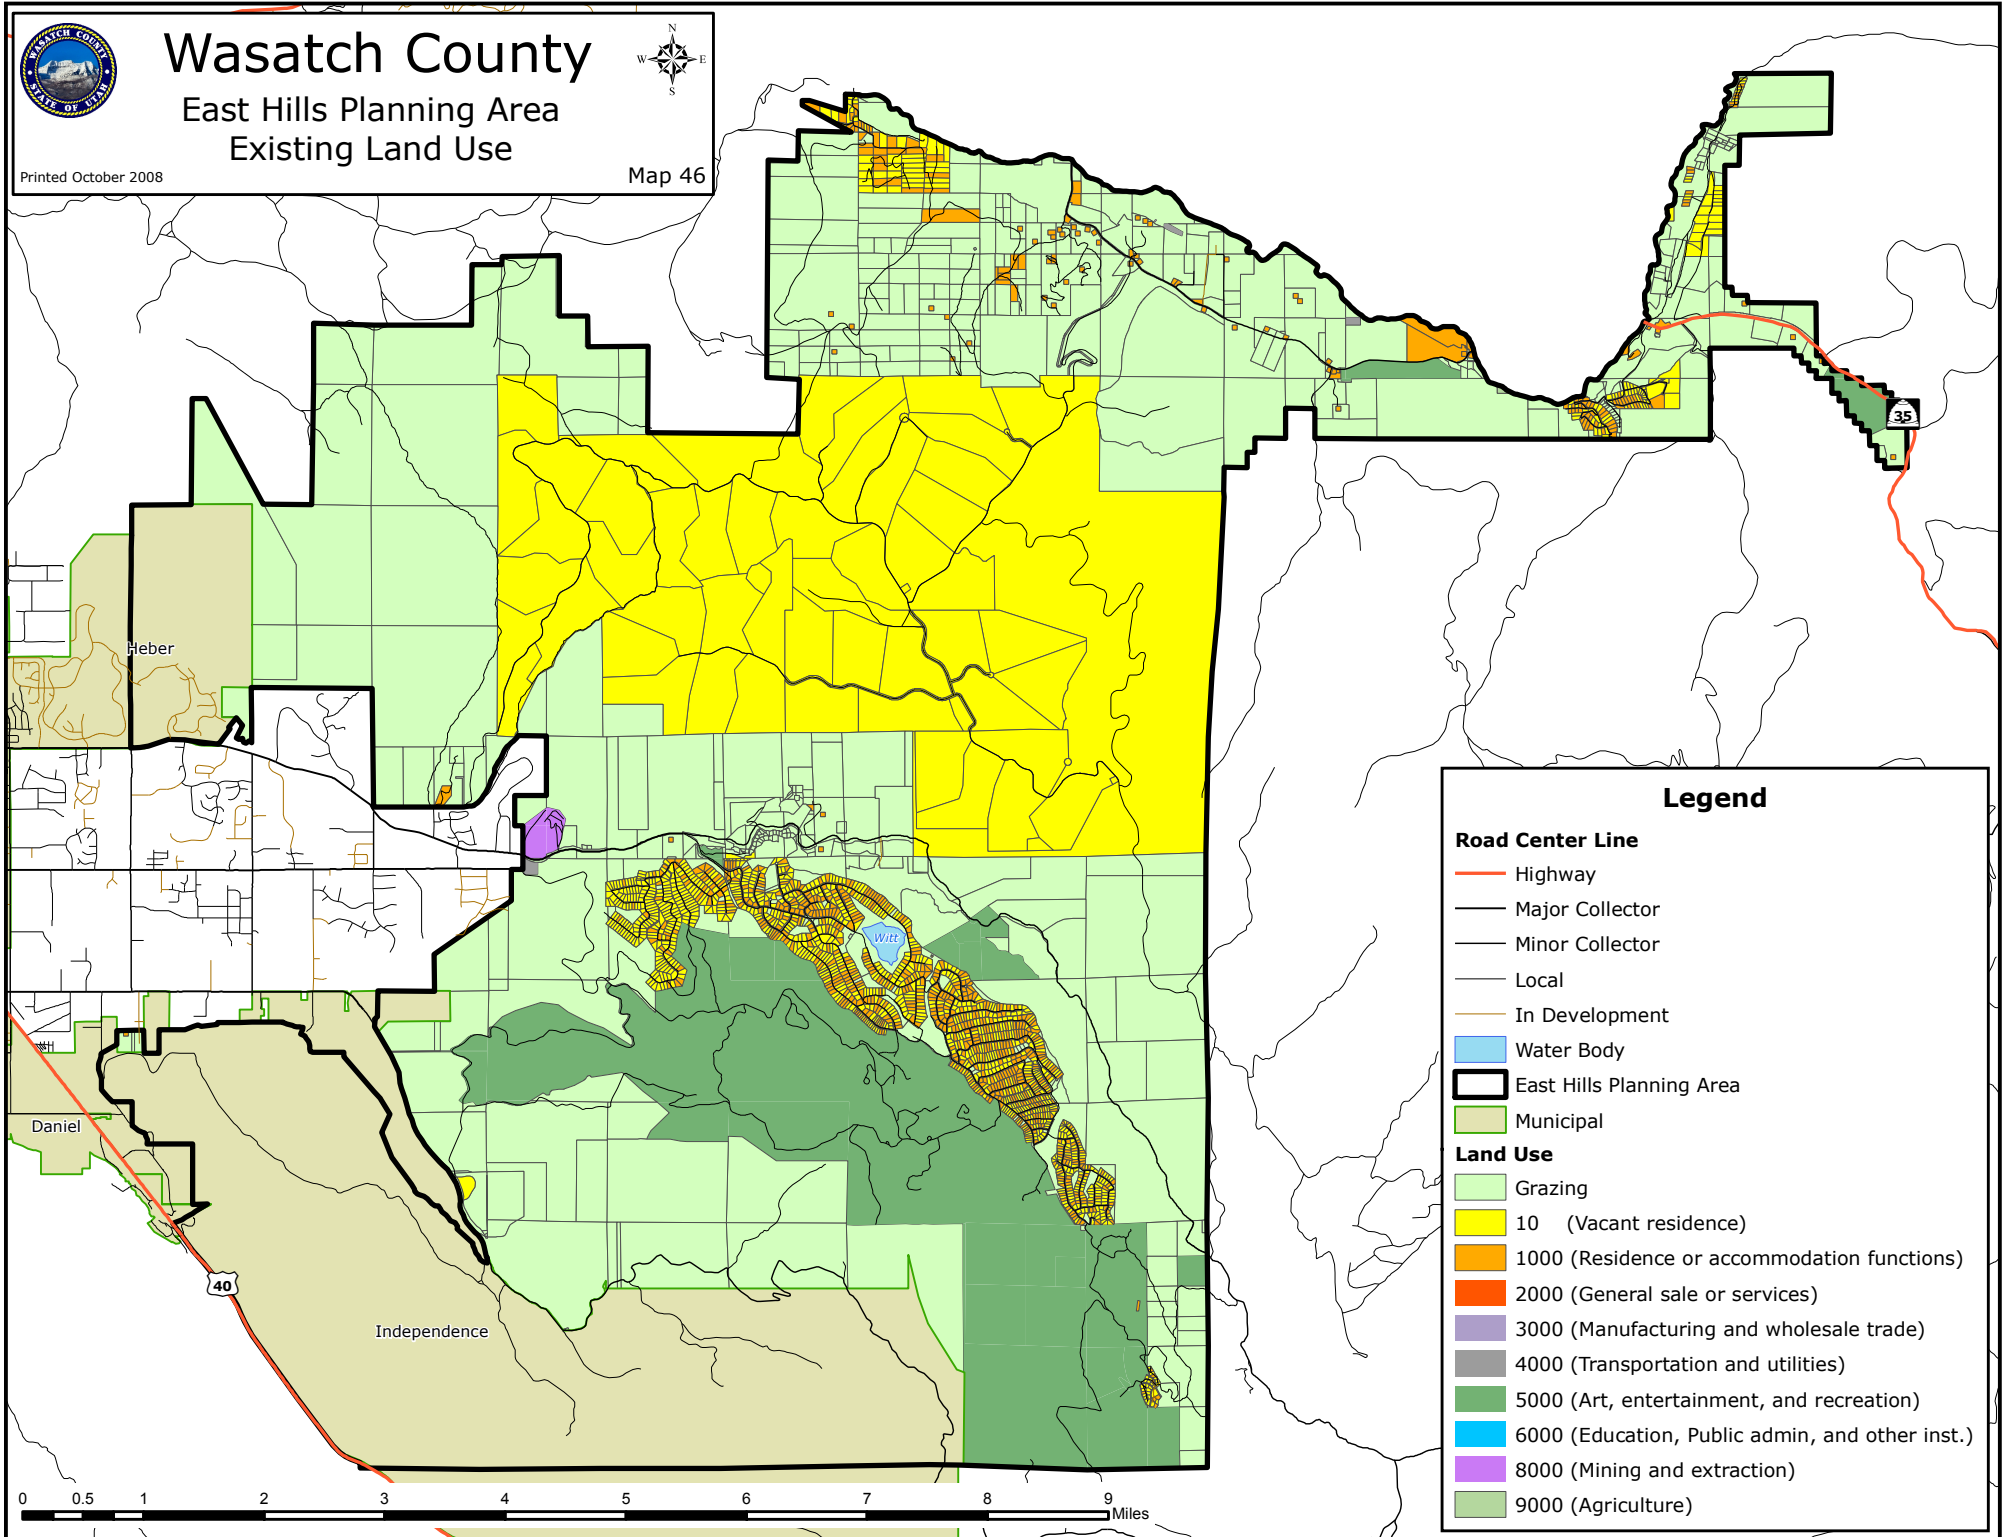 WASATCH COUNTY
STATE OF UTAH
Wasatch County
East Hills Planning Area
Existing Land Use
Printed October 2008
Map 46
N
W
E
S
35
Heber
Witt
Daniel
40
Independence
Legend
Road Center Line
Highway
Major Collector
Minor Collector
Local
In Development
Water Body
East Hills Planning Area
Municipal
Land Use
Grazing
10 (Vacant residence)
1000 (Residence or accommodation functions)
2000 (General sale or services)
3000 (Manufacturing and wholesale trade)
4000 (Transportation and utilities)
5000 (Art, entertainment, and recreation)
6000 (Education, Public admin, and other inst.)
8000 (Mining and extraction)
9000 (Agriculture)
0 0.5 1 2 3 4 5 6 7 8 9
Miles